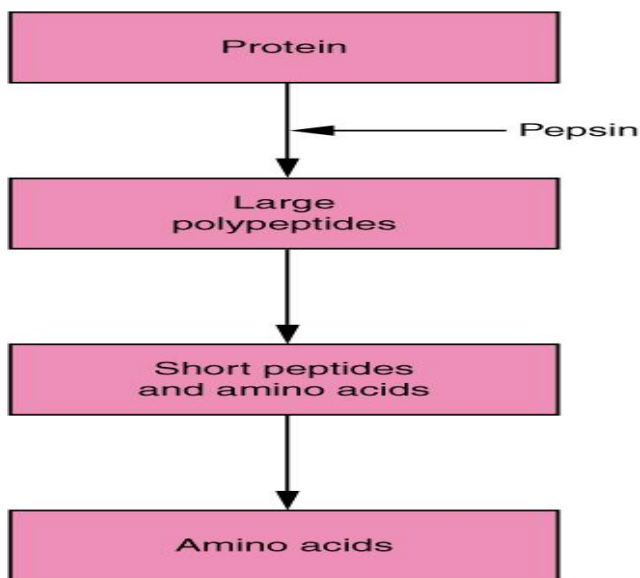 Protein
Pepsin
Large
polypeptides
Short peptides
and amino acids
Amino acids